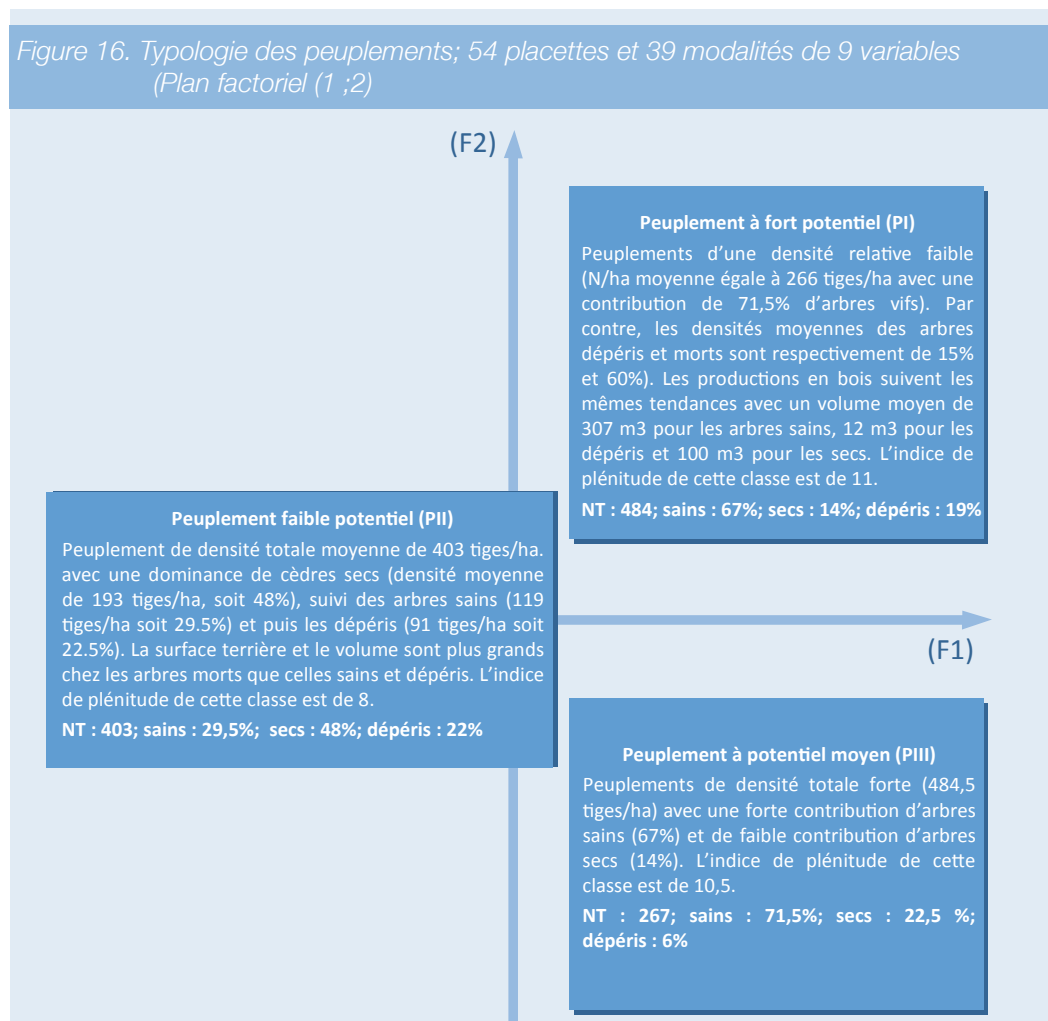 Figure 16. Typologie des peuplements; 54 placettes et 39 modalités de 9 variables
(Plan factoriel (1 ;2)
(F2)
Peuplement à fort potentiel (PI)
Peuplements d’une densité relative faible
(N/ha moyenne égale à 266 tiges/ha avec une
contribution de 71,5% d’arbres vifs). Par
contre, les densités moyennes des arbres
dépéris et morts sont respectivement de 15%
et 60%). Les productions en bois suivent les
mêmes tendances avec un volume moyen de
307 m3 pour les arbres sains, 12 m3 pour les
dépéris et 100 m3 pour les secs. L’indice de
plénitude de cette classe est de 11.
NT : 484; sains : 67%; secs : 14%; dépéris : 19%
Peuplement faible potentiel (PII)
Peuplement de densité totale moyenne de 403 tiges/ha.
avec une dominance de cèdres secs (densité moyenne
de 193 tiges/ha, soit 48%), suivi des arbres sains (119
tiges/ha soit 29.5%) et puis les dépéris (91 tiges/ha soit
22.5%). La surface terrière et le volume sont plus grands
chez les arbres morts que celles sains et dépéris. L’indice
de plénitude de cette classe est de 8.
NT : 403; sains : 29,5%; secs : 48%; dépéris : 22%
(F1)
Peuplement à potentiel moyen (PIII)
Peuplements de densité totale forte (484,5
tiges/ha) avec une forte contribution d’arbres
sains (67%) et de faible contribution d’arbres
secs (14%). L’indice de plénitude de cette
classe est de 10,5.
NT : 267; sains : 71,5%; secs : 22,5 %;
dépéris : 6%